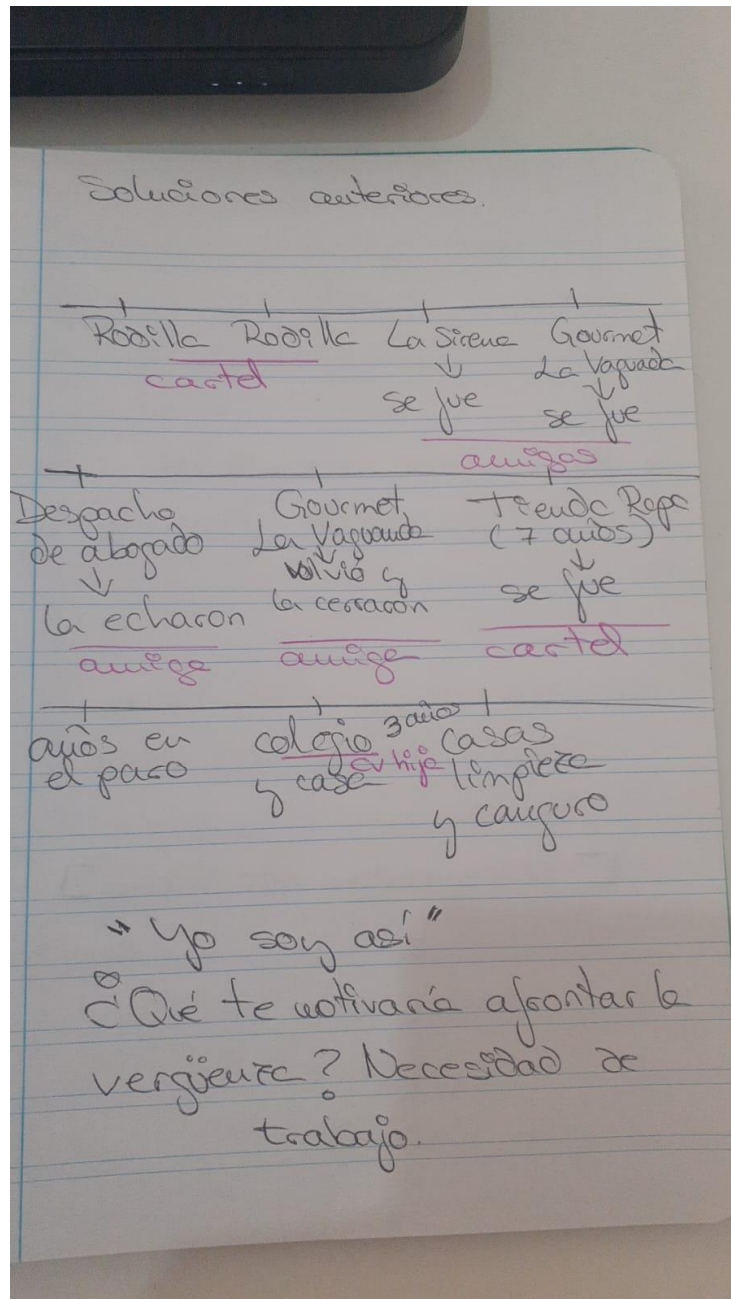 Soluciones anteriores.
Rodilla Rodilla La Sirena Gourmet
cartel ↓ La Vaguada
se fue ↓
se fue
amigas
Despacho Gourmet Tienda Ropa
de abogado La Vaguada (7 años)
↓ volvió y ↓
la echaron la cerraron se fue
amiga amiga cartel
años en colegio 3 años casas
el paro y casa cv hijo limpieza
y canguro
"Yo soy así"
¿Qué te motivaría afrontar la
vergüenza? Necesidad de
trabajo.